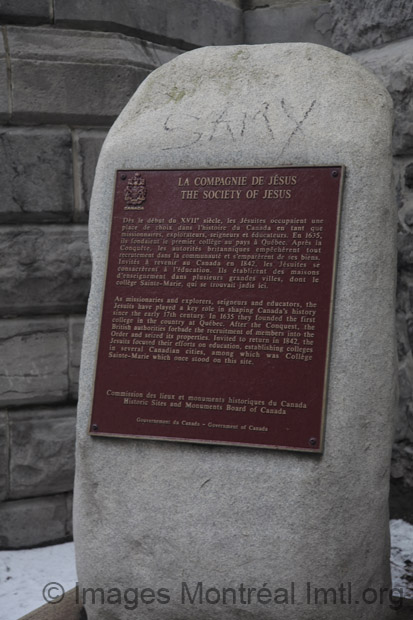 SAMY
CANADA
LA COMPAGNIE DE JÉSUS
THE SOCIETY OF JESUS
Dès le début du XVIIe siècle, les Jésuites occupaient une
place de choix dans l'histoire du Canada en tant que
missionnaires, explorateurs, seigneurs et éducateurs. En 1635,
ils fondaient le premier collège au pays à Québec. Après la
Conquête, les autorités britanniques empêchèrent tout
recrutement dans la communauté et s'emparèrent de ses biens.
Invités à revenir au Canada en 1842, les Jésuites se
consacrèrent à l'éducation. Ils établirent des maisons
d'enseignement dans plusieurs grandes villes, dont le
collège Sainte-Marie, qui se trouvait jadis ici.
As missionaries and explorers, seigneurs and educators, the
Jesuits have played a key role in shaping Canada's history
since the early 17th century. In 1635 they founded the first
college in the country at Québec. After the Conquest, the
British authorities forbade the recruitment of members into the
Order and seized its properties. Invited to return in 1842, the
Jesuits focused their efforts on education, establishing colleges
in several Canadian cities, among which was Collège
Sainte-Marie which once stood on this site.
Commission des lieux et monuments historiques du Canada
Historic Sites and Monuments Board of Canada
Gouvernement du Canada - Government of Canada
© Images Montréal Imtl.org